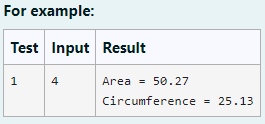 For example:
Test Input Result
1 4 Area = 50.27
Circumference = 25.13